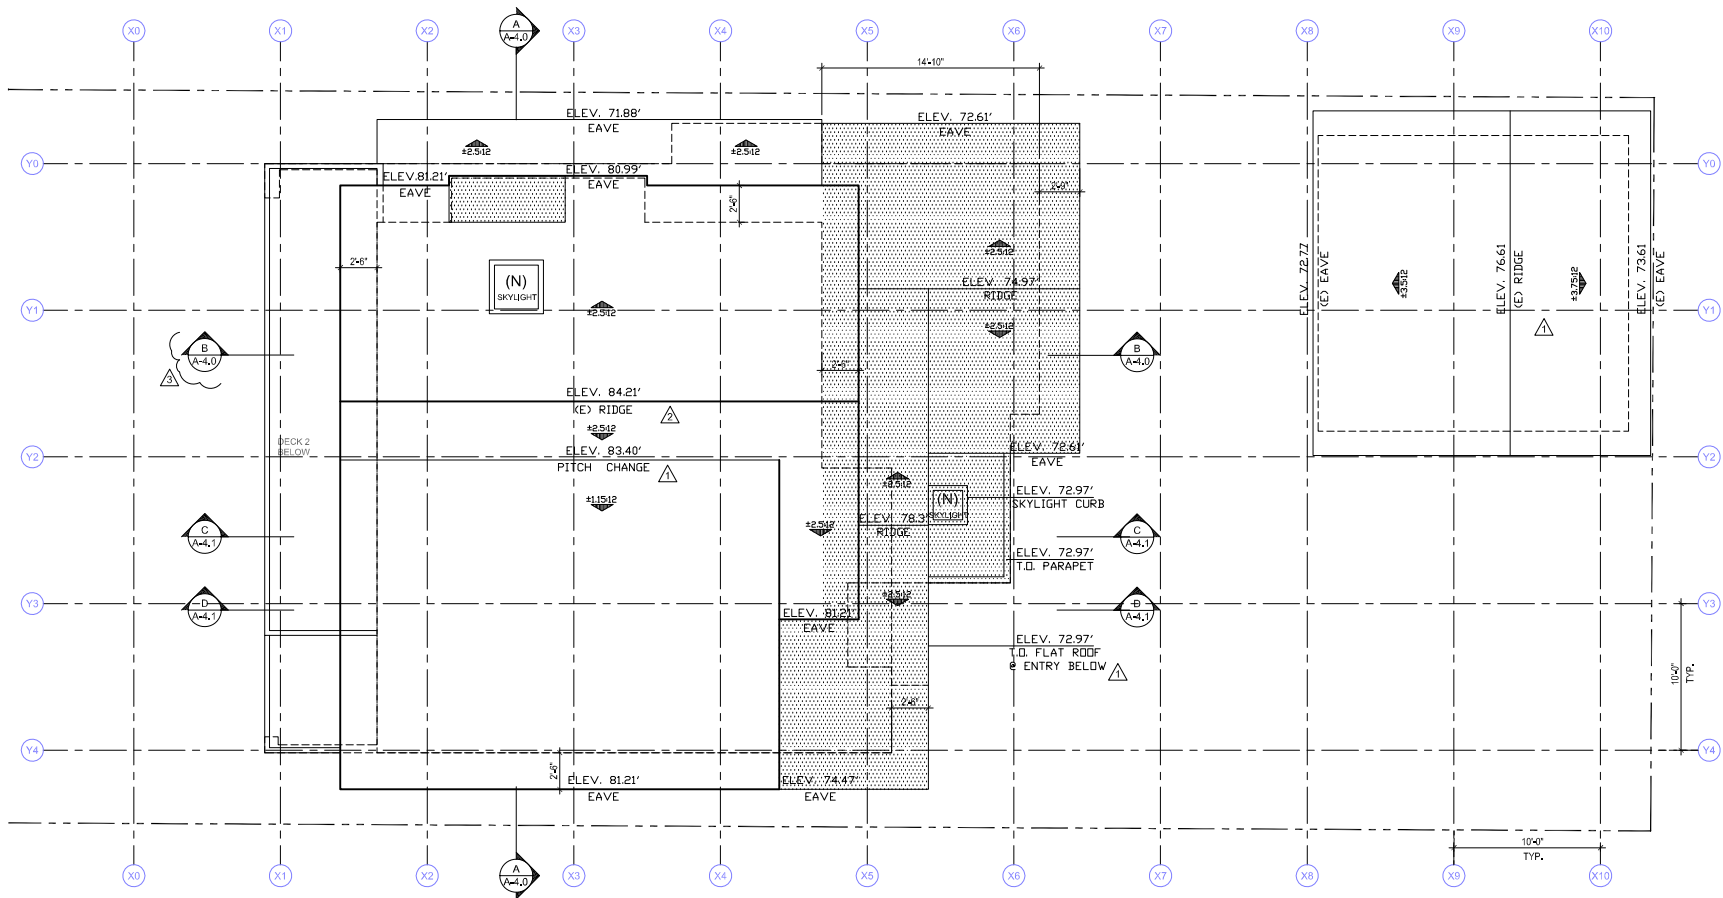 X0 X1 X2 X3 X4 X5 X6 X7 X8 X9 X10
A
A-4.0
14'-10"
ELEV. 71.88'
EAVE
ELEV. 72.61'
EAVE
±2.5:12
±2.5:12
Y0
Y0
ELEV.81.21'
EAVE
ELEV. 80.99'
EAVE
2'-6"
2'-9"
2'-6"
(N)
SKYLIGHT
±2.5:12
±2.5:12
ELEV. 74.97'
RIDGE
±2.5:12
ELEV. 72.77
(E) EAVE
±3.5:12
ELEV. 76.61
(E) RIDGE
±3.75:12
ELEV. 73.61
(E) EAVE
1
Y1
Y1
B
A-4.0
3
B
A-4.0
2'-6"
ELEV. 84.21'
(E) RIDGE
2
±2.5:12
DECK 2
BELOW
ELEV. 83.40'
PITCH CHANGE
1
Y2
Y2
ELEV. 72.61'
EAVE
±2.5:12
±1.15:12
(N)
SKYLIGHT
ELEV. 72.97'
SKYLIGHT CURB
±2.5:12
ELEV. 78.3
RIDGE
C
A-4.1
C
A-4.1
ELEV. 72.97'
T.O. PARAPET
±2.5:12
Y3
Y3
D
A-4.1
D
A-4.1
ELEV. 81.21'
EAVE
ELEV. 72.97'
T.O. FLAT ROOF
@ ENTRY BELOW
1
10'-0"
TYP.
2'-6"
Y4
Y4
2'-6"
ELEV. 81.21'
EAVE
ELEV. 74.47'
EAVE
10'-0"
TYP.
A
A-4.0
X0 X1 X2 X3 X4 X5 X6 X7 X8 X9 X10